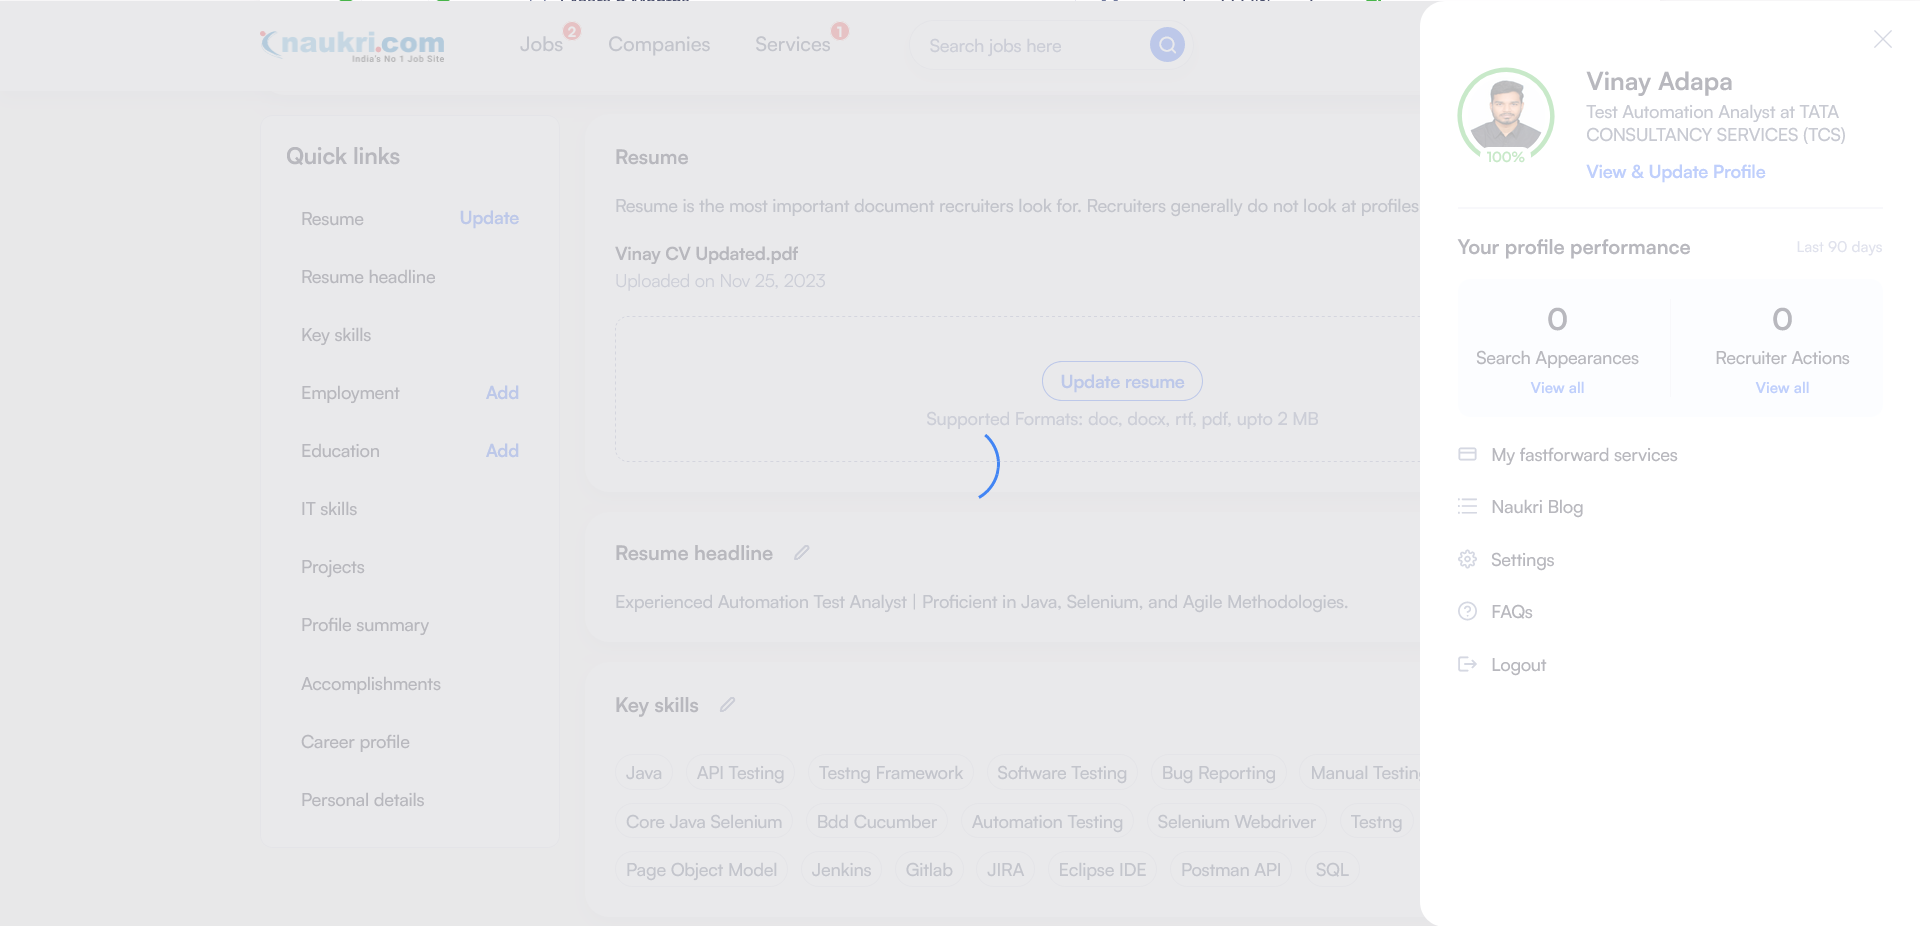 naukri.com
India's No 1 Job Site
Jobs 2
Companies
Services 1
Search jobs here
Quick links
Resume Update
Resume headline
Key skills
Employment Add
Education Add
IT skills
Projects
Profile summary
Accomplishments
Career profile
Personal details
Resume
Resume is the most important document recruiters look for. Recruiters generally do not look at profiles
Vinay CV Updated.pdf
Uploaded on Nov 25, 2023
Update resume
Supported Formats: doc, docx, rtf, pdf, upto 2 MB
Resume headline
Experienced Automation Test Analyst | Proficient in Java, Selenium, and Agile Methodologies.
Key skills
Java API Testing Testng Framework Software Testing Bug Reporting Manual Testing
Core Java Selenium Bdd Cucumber Automation Testing Selenium Webdriver Testng
Page Object Model Jenkins Gitlab JIRA Eclipse IDE Postman API SQL
100%
Vinay Adapa
Test Automation Analyst at TATA
CONSULTANCY SERVICES (TCS)
View & Update Profile
Your profile performance Last 90 days
0
Search Appearances
View all
0
Recruiter Actions
View all
My fastforward services
Naukri Blog
Settings
FAQs
Logout